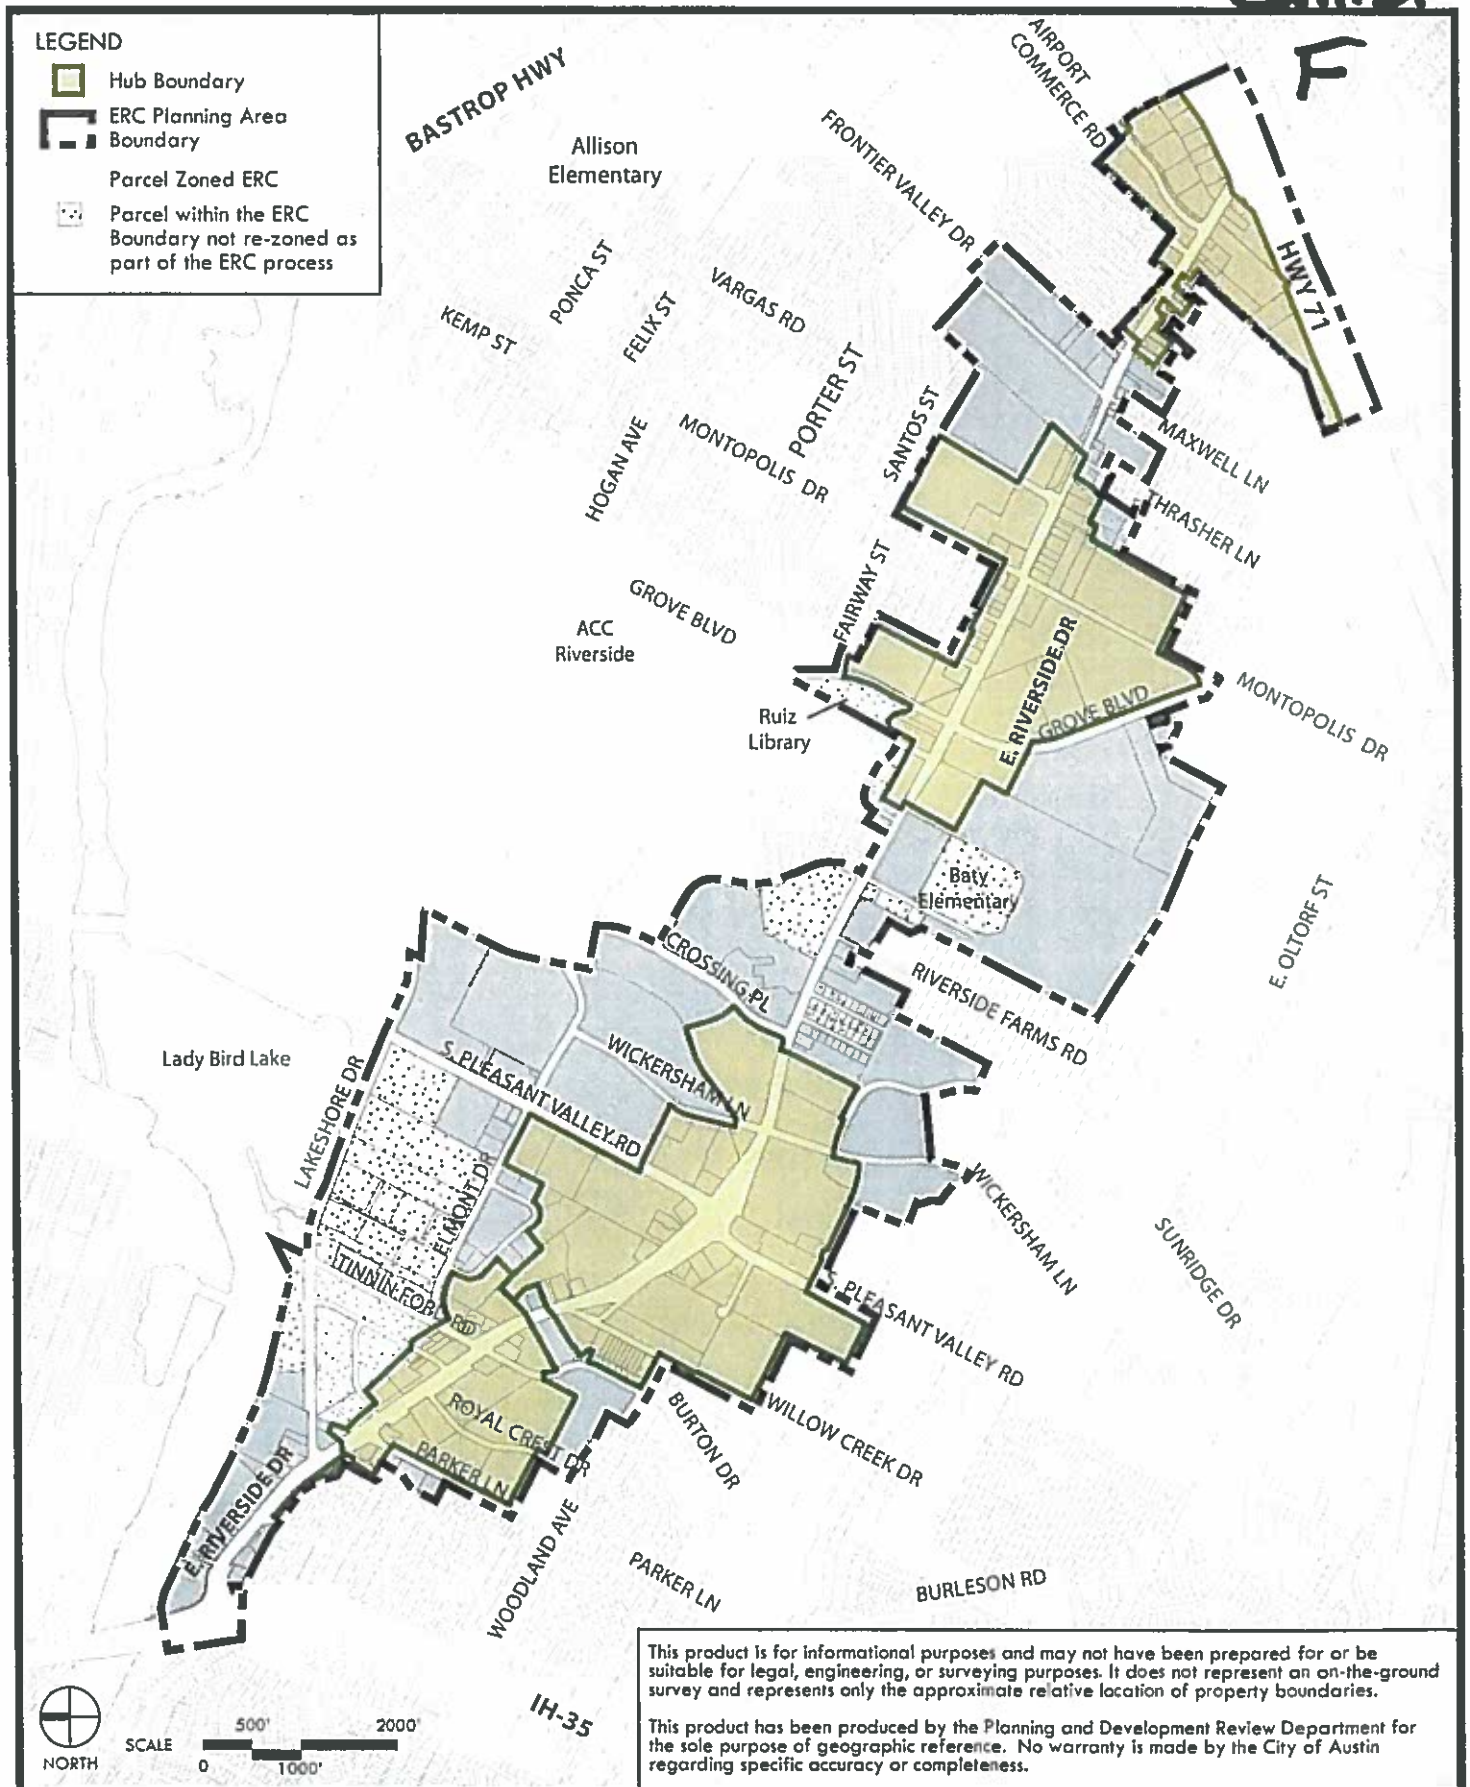 LEGEND
Hub Boundary
ERC Planning Area
Boundary
Parcel Zoned ERC
Parcel within the ERC
Boundary not re-zoned as
part of the ERC process
F
BASTROP HWY
AIRPORT
COMMERCE RD
Allison
Elementary
FRONTIER VALLEY DR
HWY 71
PONCA ST
VARGAS RD
KEMP ST
FELIX ST
PORTER ST
SANTOS ST
HOGAN AVE
MONTOPOLIS DR
MAXWELL LN
THRASHER LN
FAIRWAY ST
GROVE BLVD
ACC
Riverside
E. RIVERSIDE DR
GROVE BLVD
MONTOPOLIS DR
Ruiz
Library
Baty
Elementary
E. OLTORF ST
CROSSING PL
RIVERSIDE FARMS RD
Lady Bird Lake
LAKESHORE DR
S. PLEASANT VALLEY RD
WICKERSHAM LN
ELMONT DR
WICKERSHAM LN
SUNRIDGE DR
TINNIN FORD RD
S. PLEASANT VALLEY RD
ROYAL CREST DR
PARKER LN
BURTON DR
WILLOW CREEK DR
E. RIVERSIDE DR
WOODLAND AVE
PARKER LN
BURLESON RD
IH-35
NORTH
SCALE
500'
2000'
0
1000'
This product is for informational purposes and may not have been prepared for or be
suitable for legal, engineering, or surveying purposes. It does not represent an on-the-ground
survey and represents only the approximate relative location of property boundaries.
This product has been produced by the Planning and Development Review Department for
the sole purpose of geographic reference. No warranty is made by the City of Austin
regarding specific accuracy or completeness.